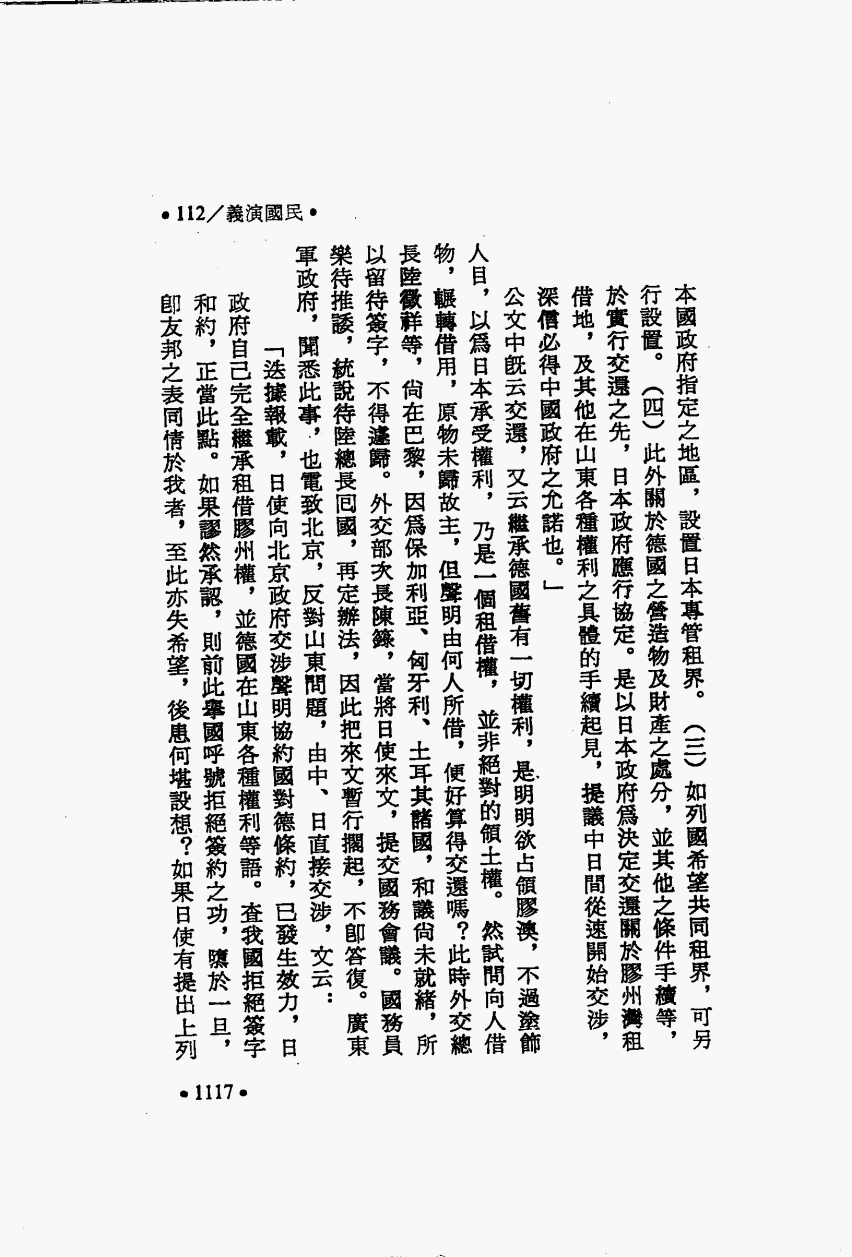 •112／義演國民•
本國政府指定之地區，設置日本專管租界。（三）如列國希望共同租界，可另
行設置。（四）此外關於德國之營造物及財產之處分，並其他之條件手續等，
於實行交還之先，日本政府應行協定。是以日本政府爲決定交還關於膠州灣租
借地，及其他在山東各種權利之具體的手續起見，提議中日間從速開始交涉，
深信必得中國政府之允諾也。」
公文中旣云交還，又云繼承德國舊有一切權利，是明明欲占領膠澳，不過塗飾
人目，以爲日本承受權利，乃是一個租借權，並非絕對的領土權。然試問向人借
物，輾轉借用，原物未歸故主，但聲明由何人所借，便好算得交還嗎？此時外交總
長陸徵祥等，尙在巴黎，因爲保加利亞、匈牙利、土耳其諸國，和議尙未就緒，所
以留待簽字，不得遽歸。外交部次長陳籙，當將日使來文，提交國務會議。國務員
樂待推諉，統說待陸總長囘國，再定辦法，因此把來文暫行擱起，不卽答復。廣東
軍政府，聞悉此事，也電致北京，反對山東問題，由中、日直接交涉，文云：
「迭據報載，日使向北京政府交涉聲明協約國對德條約，已發生效力，日
政府自己完全繼承租借膠州權，並德國在山東各種權利等語。查我國拒絕簽字
和約，正當此點。如果謬然承認，則前此舉國呼號拒絕簽約之功，隳於一旦，
卽友邦之表同情於我者，至此亦失希望，後患何堪設想？如果日使有提出上列
•1117•